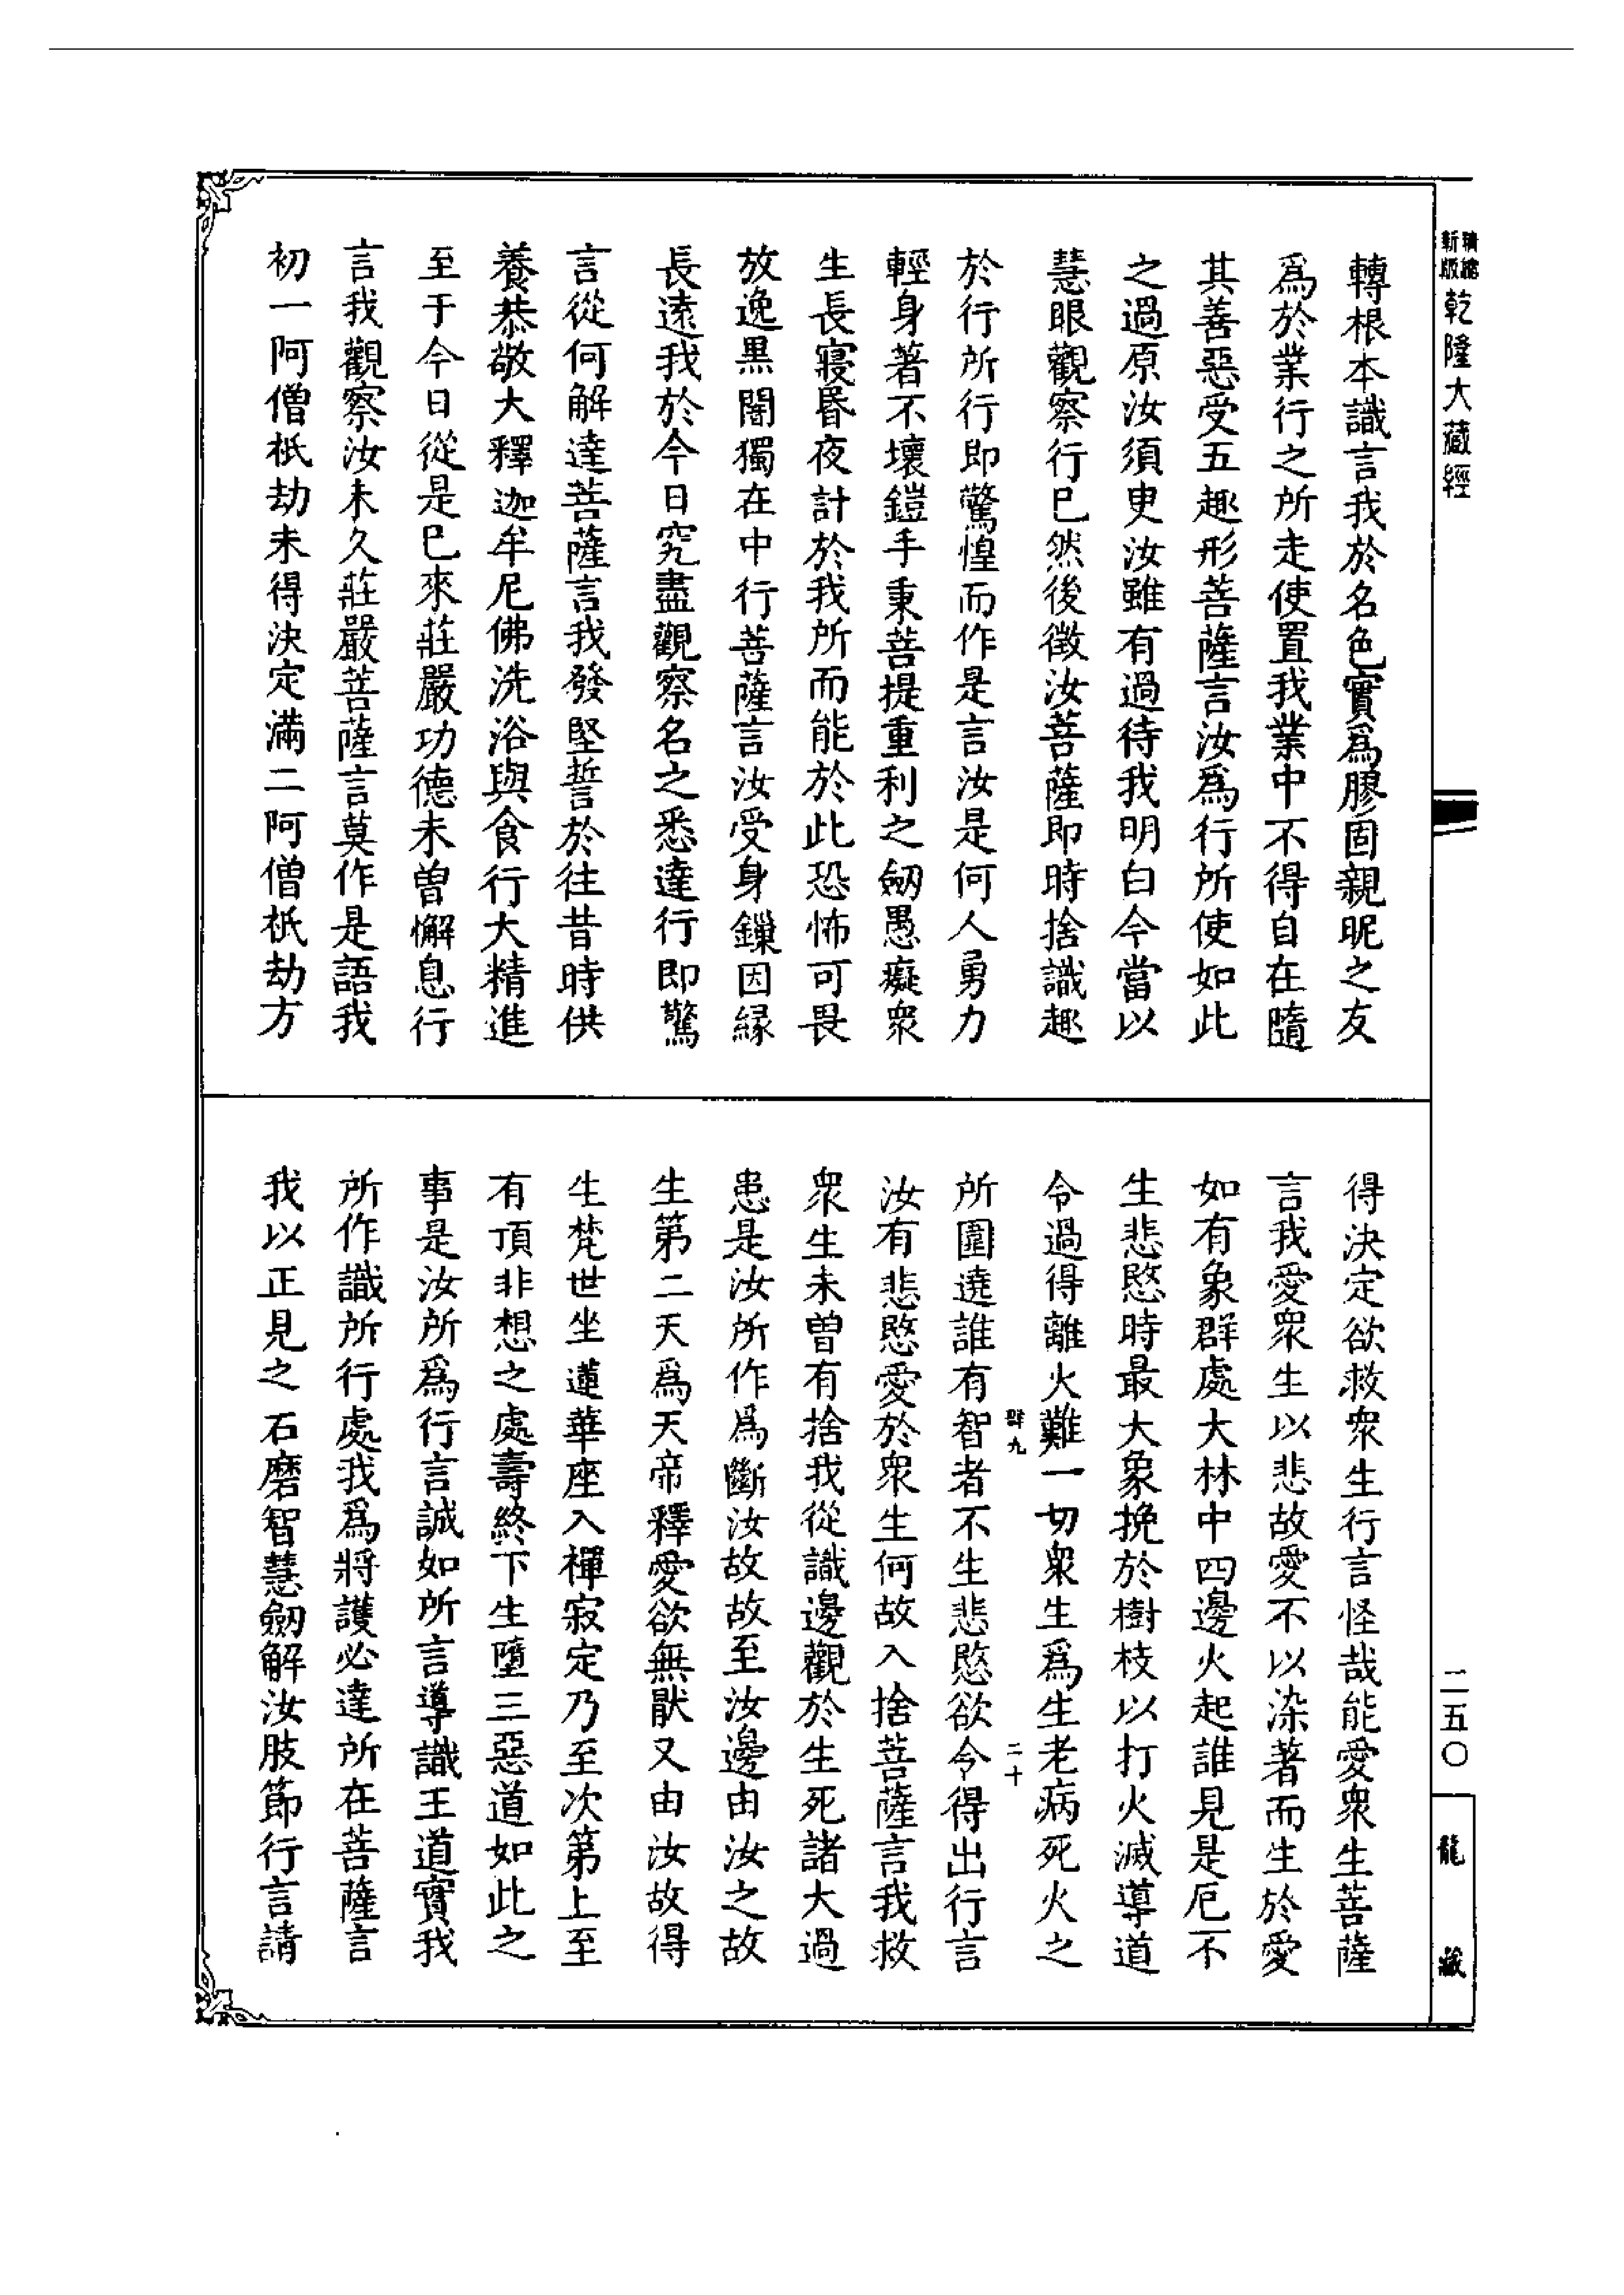 精縮
新版
乾隆大藏經
轉根本識言我於名色實爲膠固親昵之友
爲於業行之所走使置我業中不得自在隨
其善惡受五趣形菩薩言汝爲行所使如此
之過原汝須臾汝雖有過待我明白今當以
慧眼觀察行已然後徵汝菩薩即時捨識趣
於行所行即驚惶而作是言汝是何人勇力
輕身著不壞鎧手秉菩提重利之劒愚癡衆
生長寢昏夜計於我所而能於此恐怖可畏
放逸黒闇獨在中行菩薩言汝受身鏁因縁
長遠我於今日究盡觀察名之悉達行即驚
言從何解達菩薩言我發堅誓於往昔時供
養恭敬大釋迦牟尼佛洗浴與食行大精進
至于今日從是已來莊嚴功德未曽懈息行
言我觀察汝未久莊嚴菩薩言莫作是語我
初一阿僧祇劫未得決定滿二阿僧祇劫方
得決定欲救衆生行言怪哉能愛衆生菩薩
言我愛衆生以悲故愛不以染著而生於愛
如有象群處大林中四邊火起誰見是厄不
生悲愍時最大象挽於樹枝以打火滅導道
令過得離火難一切衆生爲生老病死火之
群九
二十
所圍遶誰有智者不生悲愍欲令得出行言
汝有悲愍愛於衆生何故入捨菩薩言我救
衆生未曽有捨我從識邊觀於生死諸大過
患是汝所作爲斷汝故故至汝邊由汝之故
生第二天爲天帝釋愛欲無猒又由汝故得
生梵世坐蓮華座入禪寂定乃至次第上至
有頂非想之處壽終下生墮三惡道如此之
事是汝所爲行言誠如所言導識王道實我
所作識所行處我爲將護必達所在菩薩言
我以正見之石磨智慧劒解汝肢節行言請
二五〇
龍藏